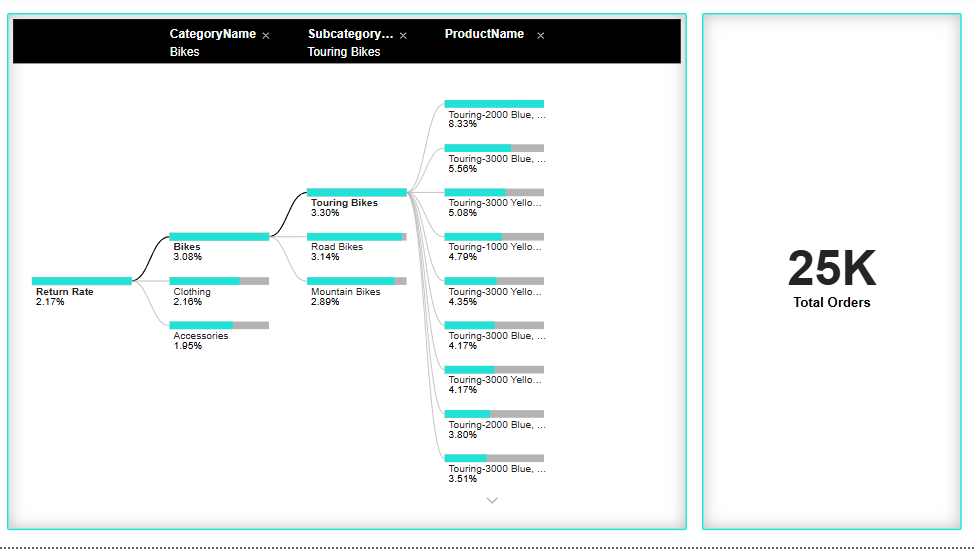 CategoryName ×
Bikes
Subcategory... ×
Touring Bikes
ProductName ×
Return Rate
2.17%
Bikes
3.08%
Clothing
2.16%
Accessories
1.95%
Touring Bikes
3.30%
Road Bikes
3.14%
Mountain Bikes
2.89%
Touring-2000 Blue, ...
8.33%
Touring-3000 Blue, ...
5.56%
Touring-3000 Yello...
5.08%
Touring-1000 Yello...
4.79%
Touring-3000 Yello...
4.35%
Touring-3000 Blue, ...
4.17%
Touring-3000 Yello...
4.17%
Touring-2000 Blue, ...
3.80%
Touring-3000 Blue, ...
3.51%
25K
Total Orders